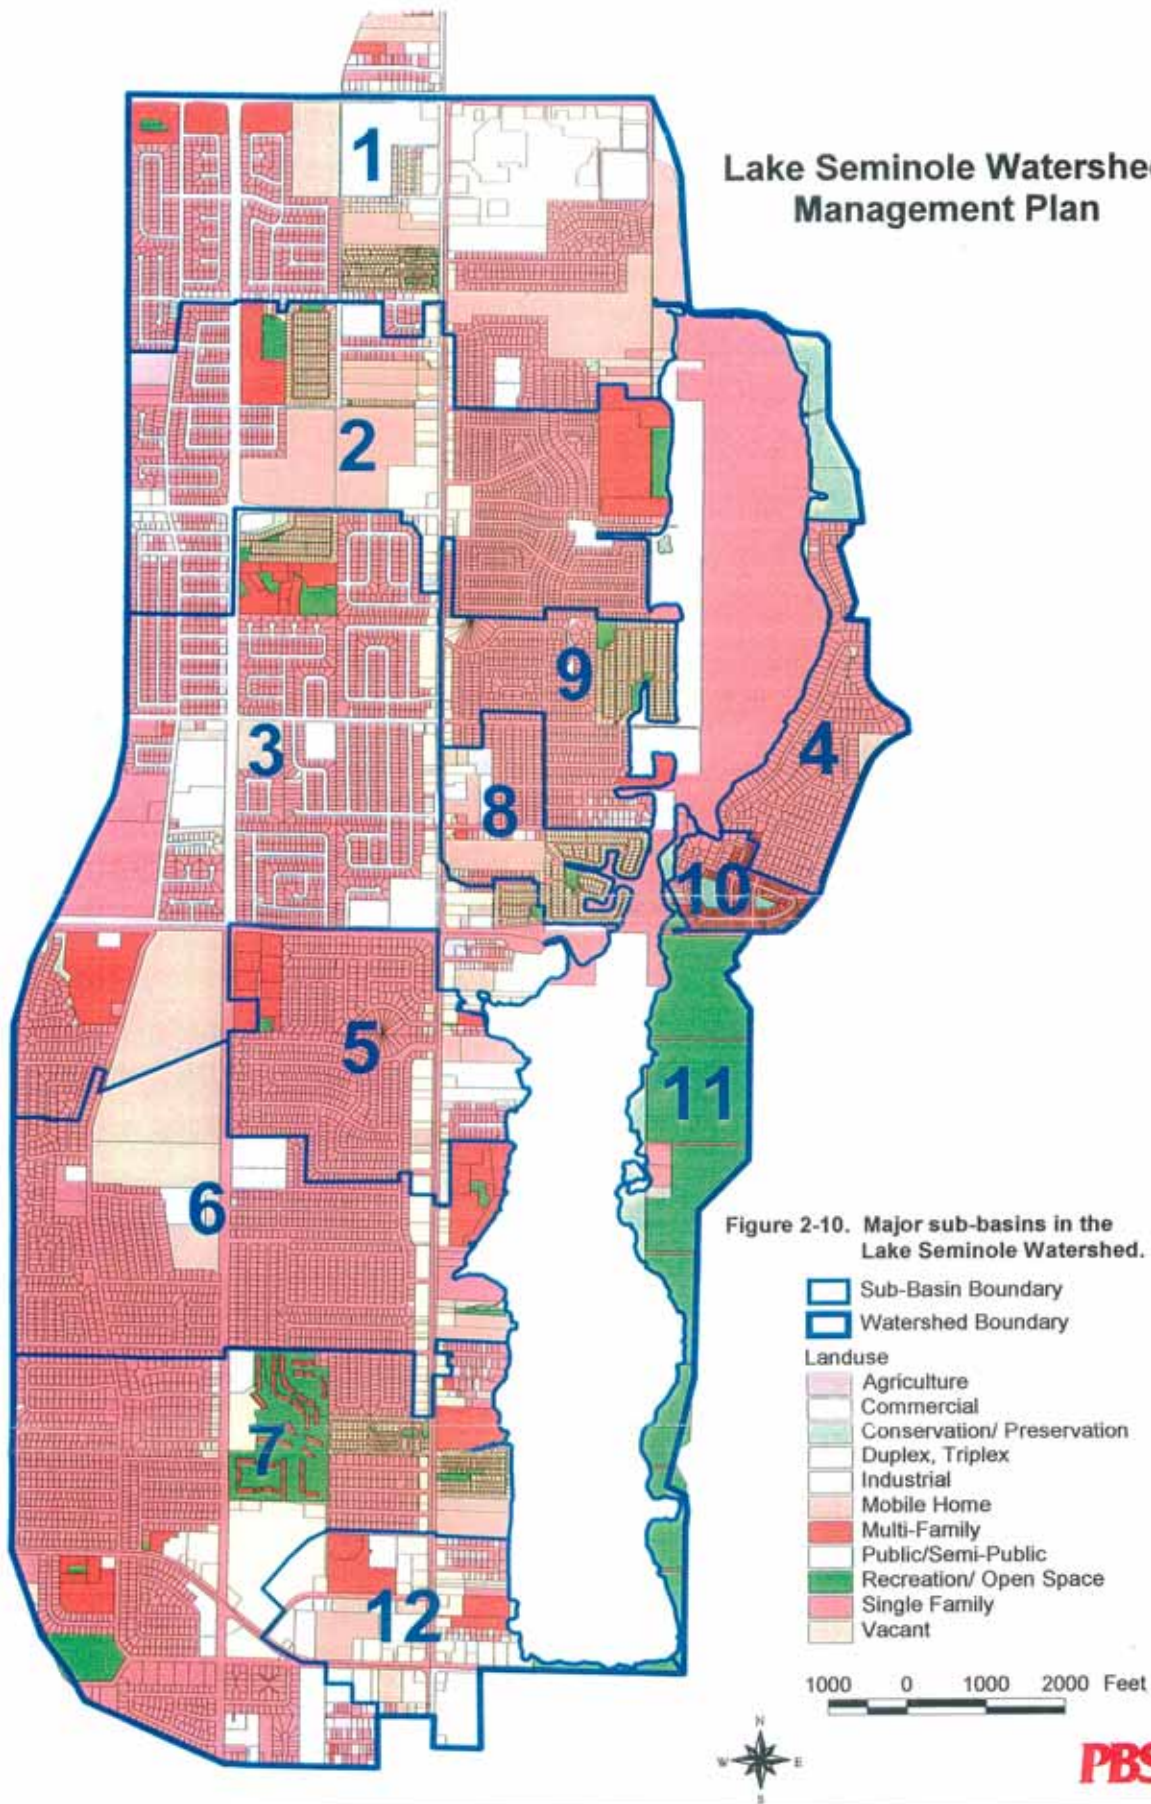 Lake Seminole Watershe
Management Plan
1
2
3
4
5
6
7
8
9
10
11
12
Figure 2-10. Major sub-basins in the
Lake Seminole Watershed.
Sub-Basin Boundary
Watershed Boundary
Landuse
Agriculture
Commercial
Conservation/ Preservation
Duplex, Triplex
Industrial
Mobile Home
Multi-Family
Public/Semi-Public
Recreation/ Open Space
Single Family
Vacant
1000 0 1000 2000 Feet
N
W E
S
PBS